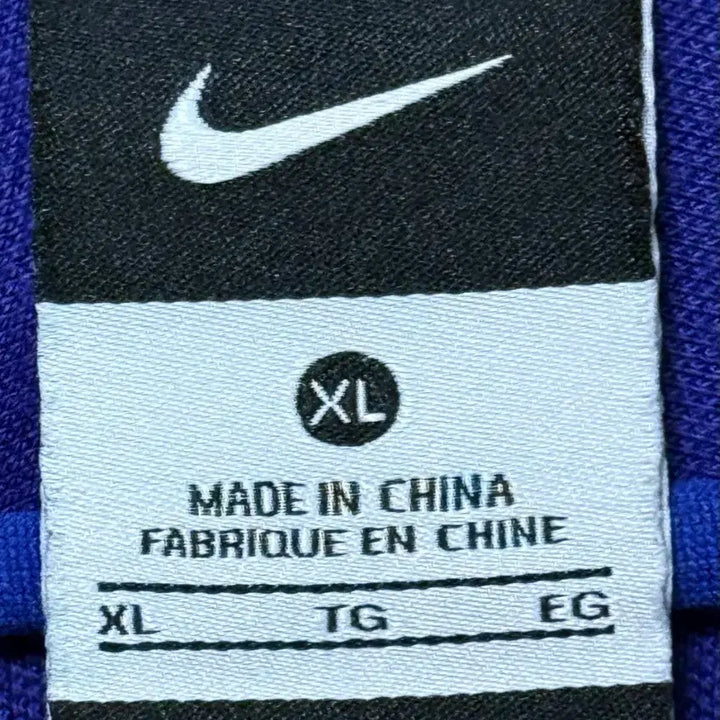 XL
MADE IN CHINA
FABRIQUE EN CHINE
XL TG EG